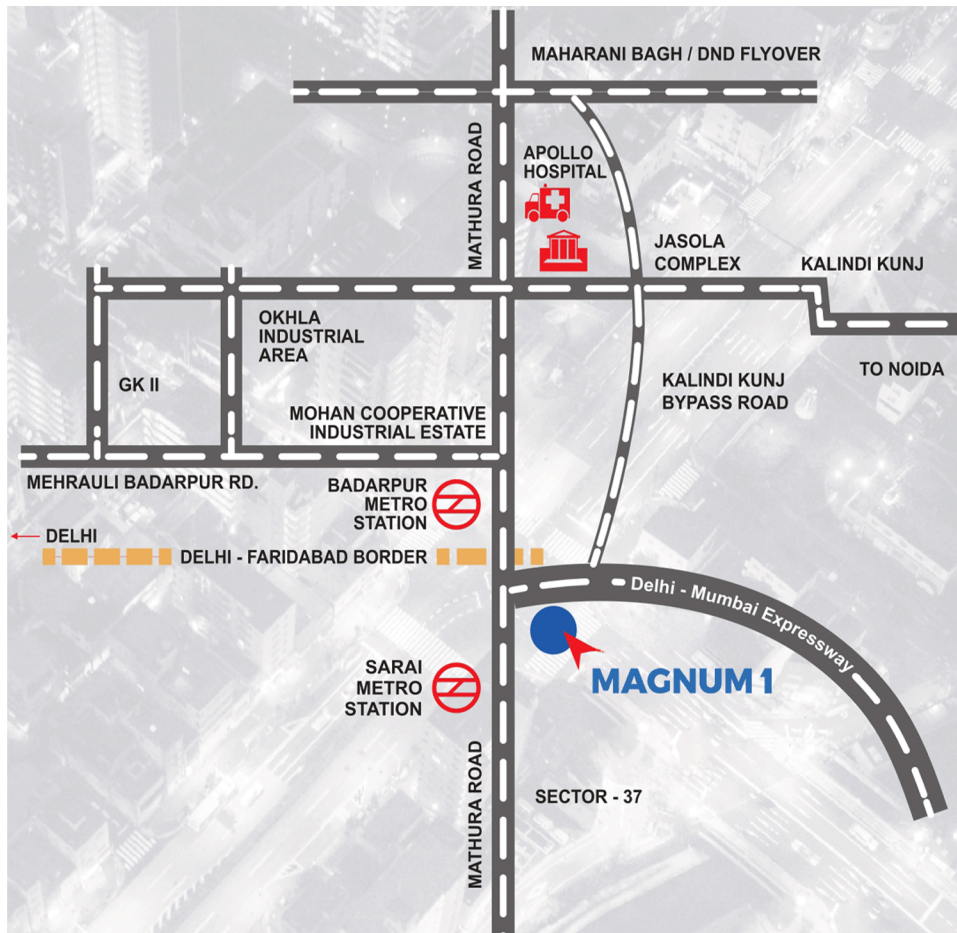 MAHARANI BAGH / DND FLYOVER
MATHURA ROAD
APOLLO
HOSPITAL
JASOLA
COMPLEX
KALINDI KUNJ
OKHLA
INDUSTRIAL
AREA
TO NOIDA
GK II
KALINDI KUNJ
BYPASS ROAD
MOHAN COOPERATIVE
INDUSTRIAL ESTATE
MEHRAULI BADARPUR RD.
BADARPUR
METRO
STATION
DELHI
DELHI - FARIDABAD BORDER
Delhi - Mumbai Expressway
MAGNUM 1
SARAI
METRO
STATION
MATHURA ROAD
SECTOR - 37